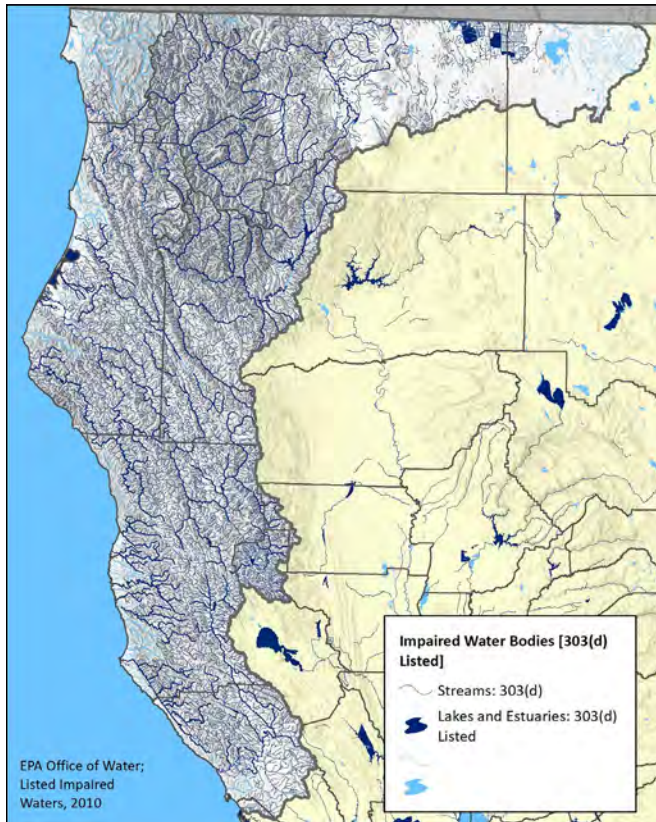 Impaired Water Bodies [303(d)
Listed]
Streams: 303(d)
Lakes and Estuaries: 303(d)
Listed
EPA Office of Water;
Listed Impaired
Waters, 2010